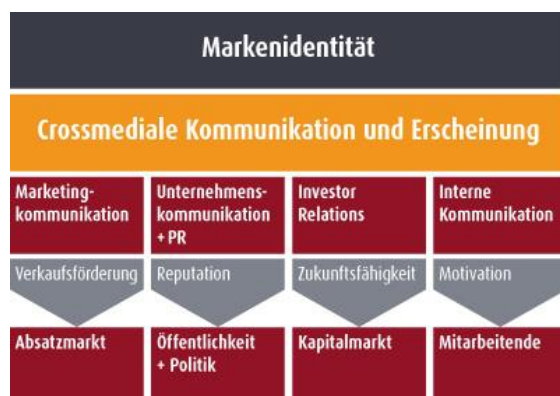 Markenidentität
Crossmediale Kommunikation und Erscheinung
Marketing-
kommunikation
Unternehmens-
kommunikation
+ PR
Investor
Relations
Interne
Kommunikation
Verkaufsförderung
Reputation
Zukunftsfähigkeit
Motivation
Absatzmarkt
Öffentlichkeit
+ Politik
Kapitalmarkt
Mitarbeitende